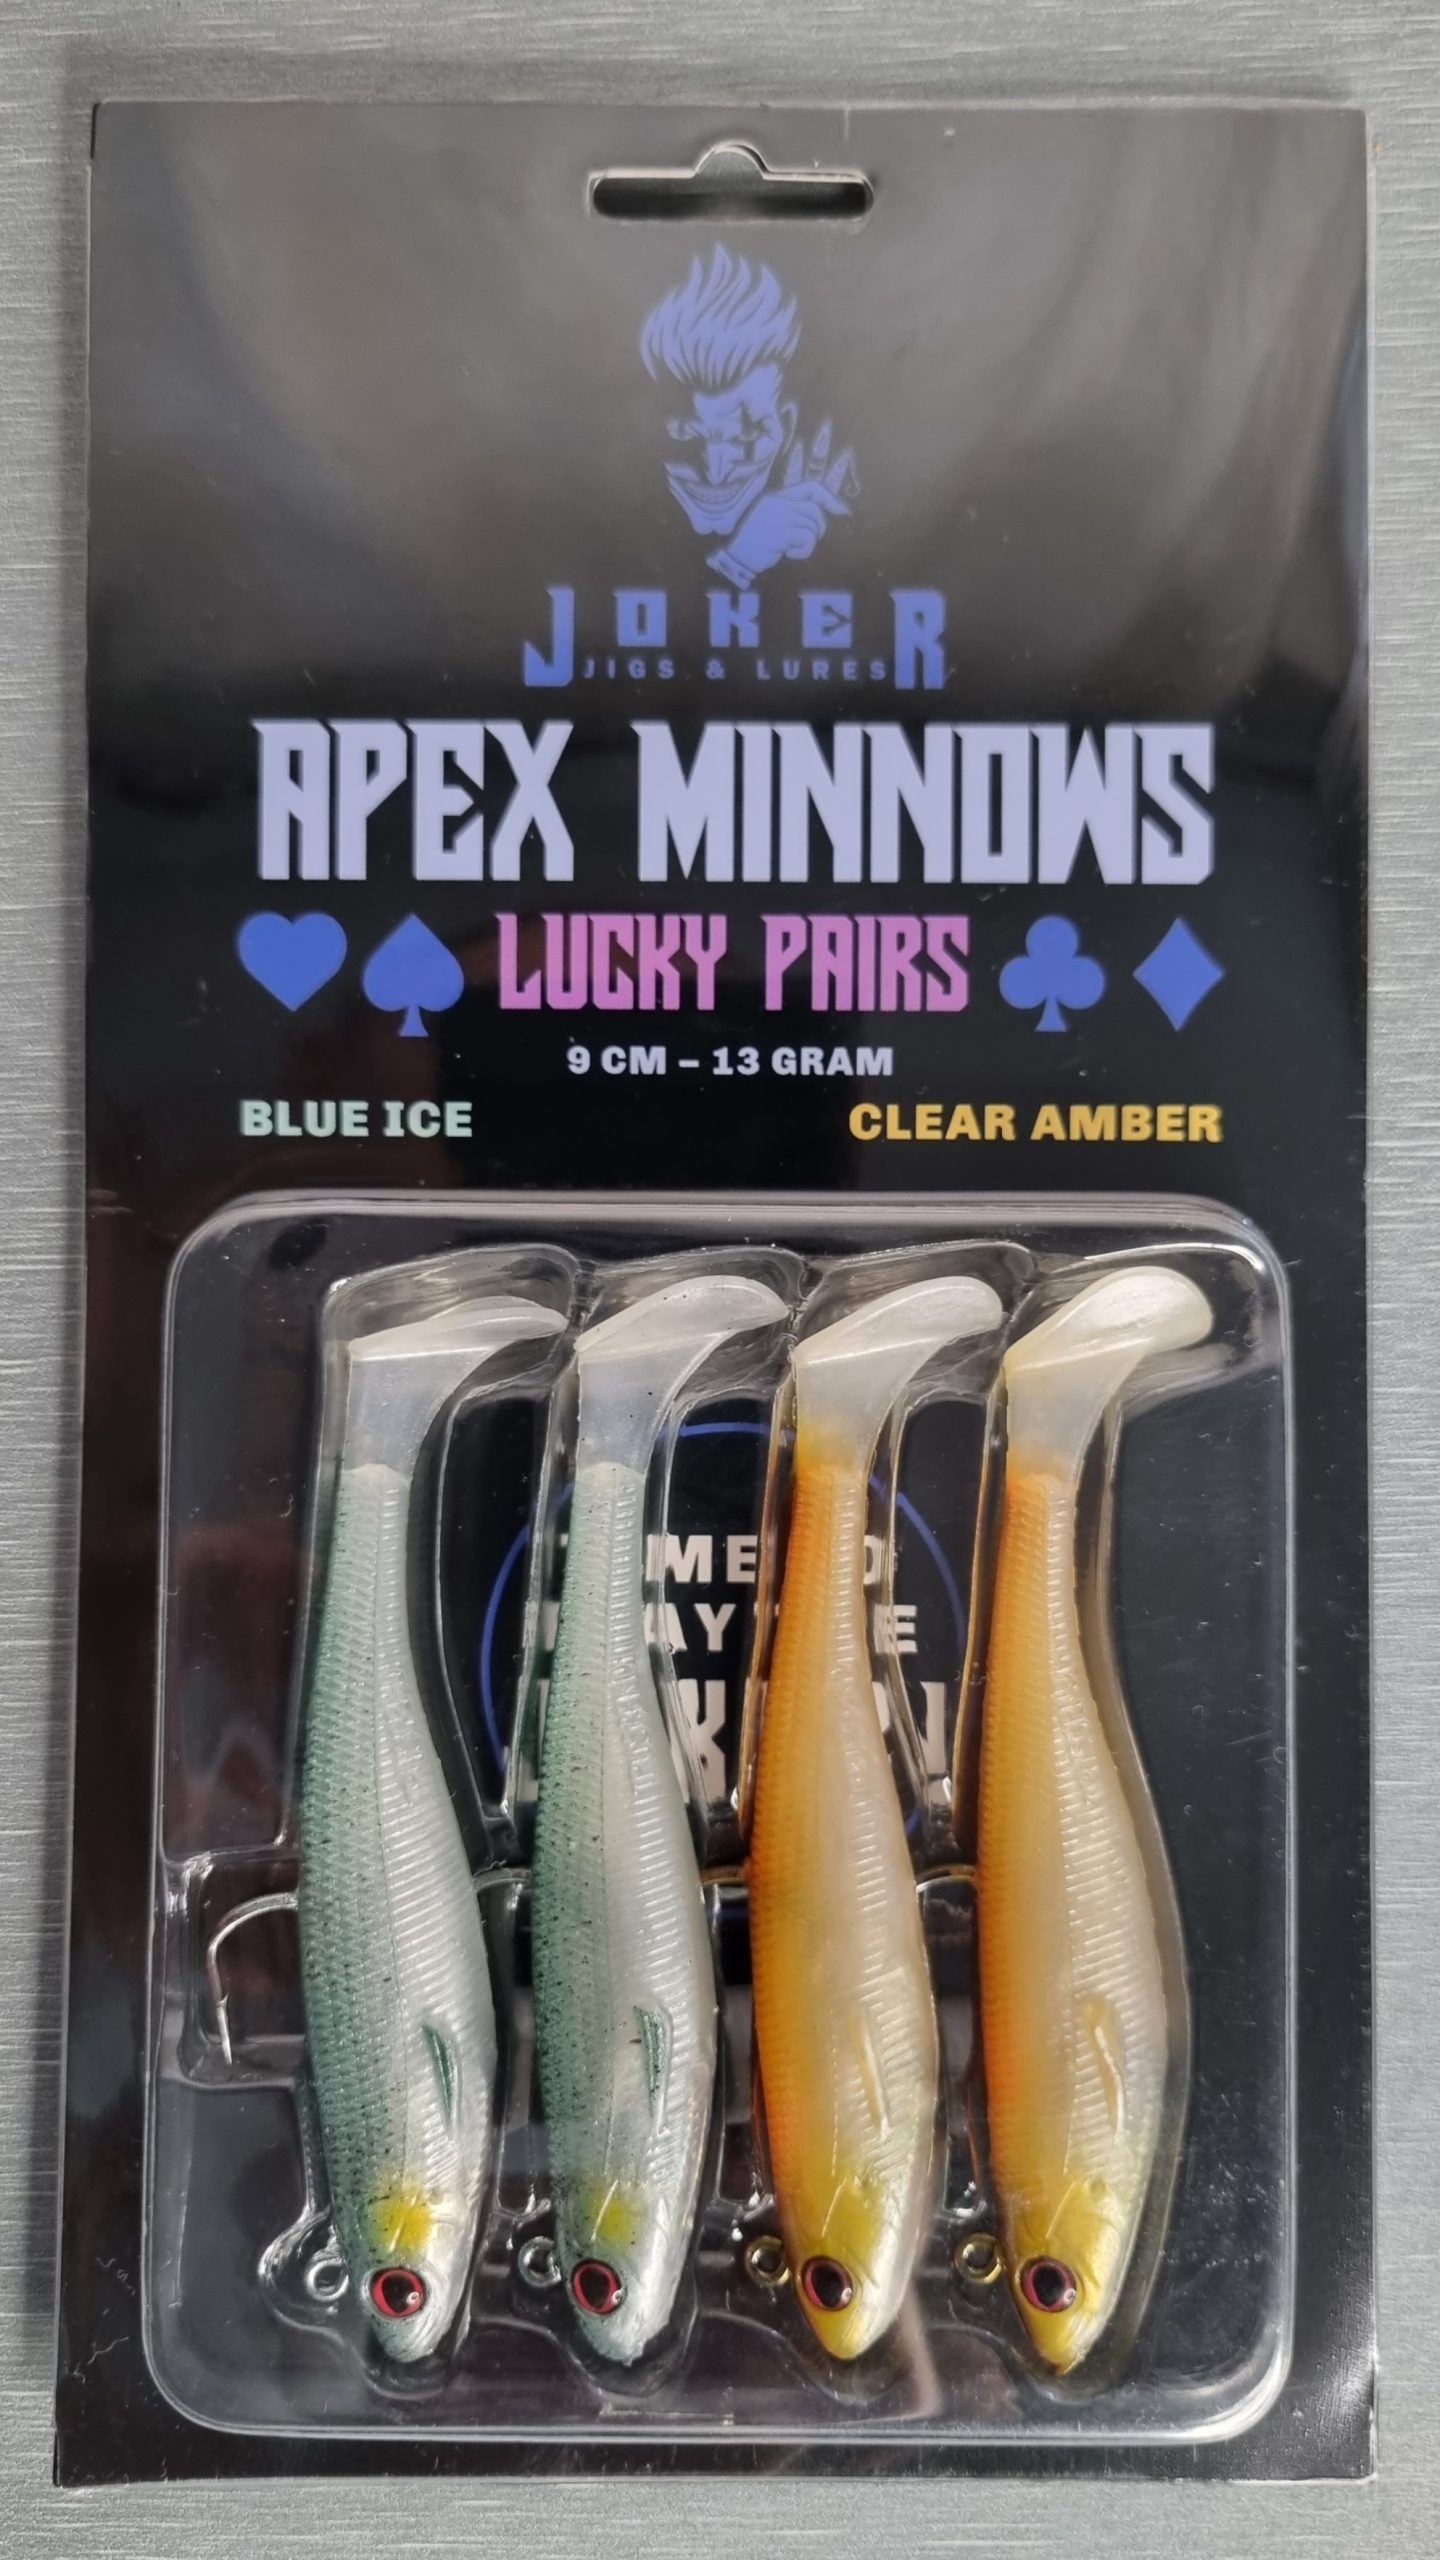 JOKER
JIGS & LURES
APEX MINNOWS
LUCKY PAIRS
9 CM – 13 GRAM
BLUE ICE
CLEAR AMBER